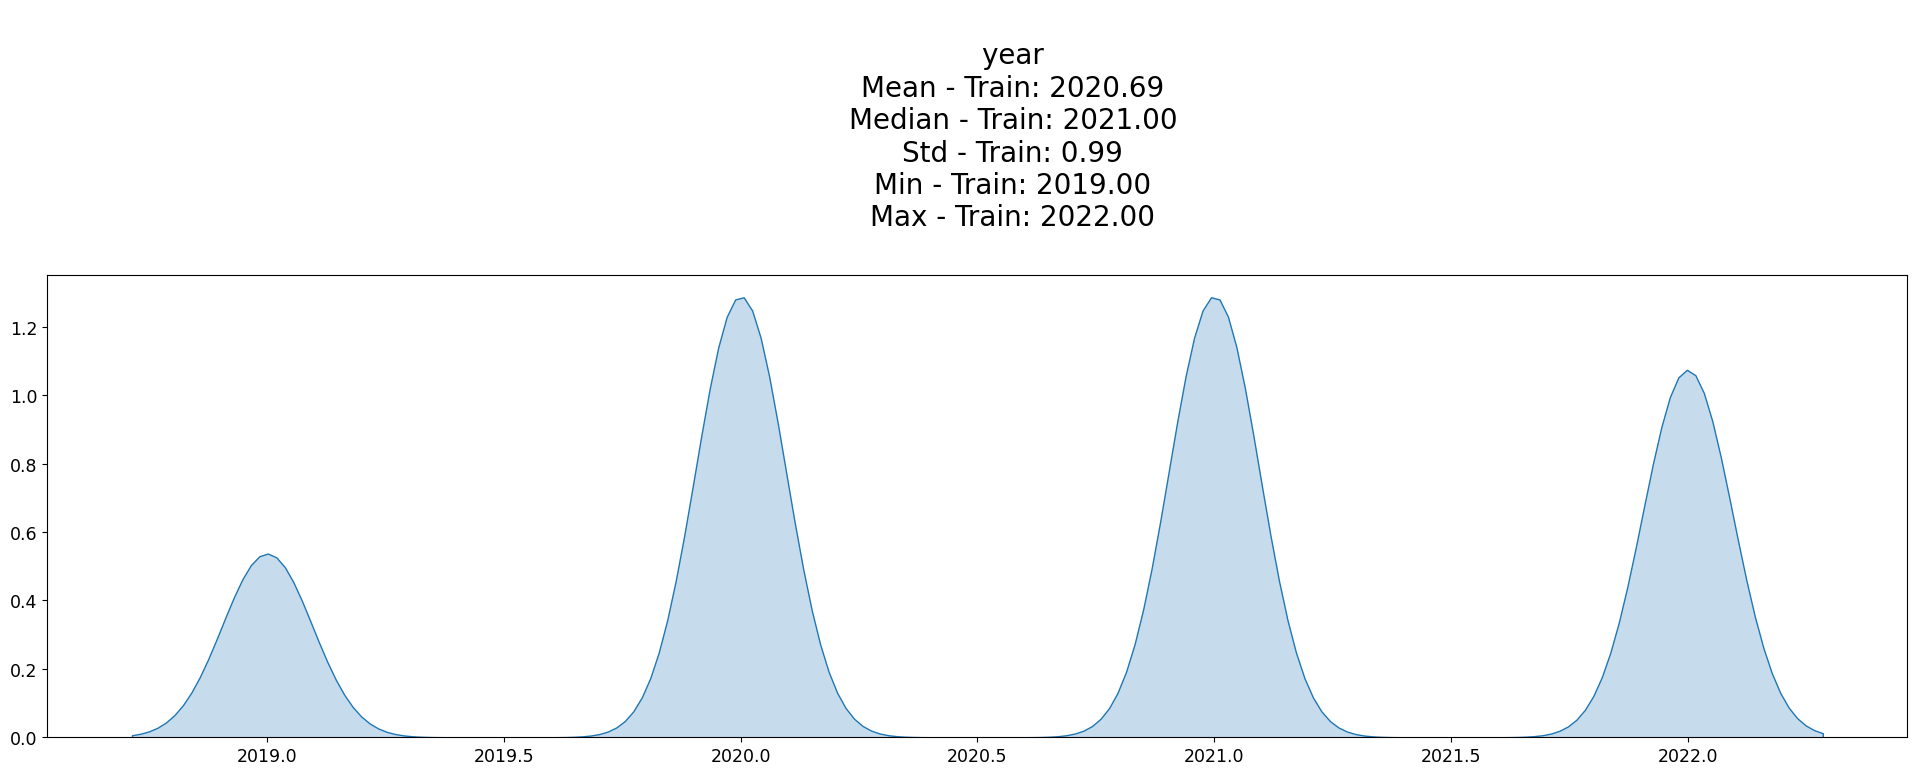 year
Mean - Train: 2020.69
Median - Train: 2021.00
Std - Train: 0.99
Min - Train: 2019.00
Max - Train: 2022.00
1.2
1.0
0.8
0.6
0.4
0.2
0.0
2019.0 2019.5 2020.0 2020.5 2021.0 2021.5 2022.0